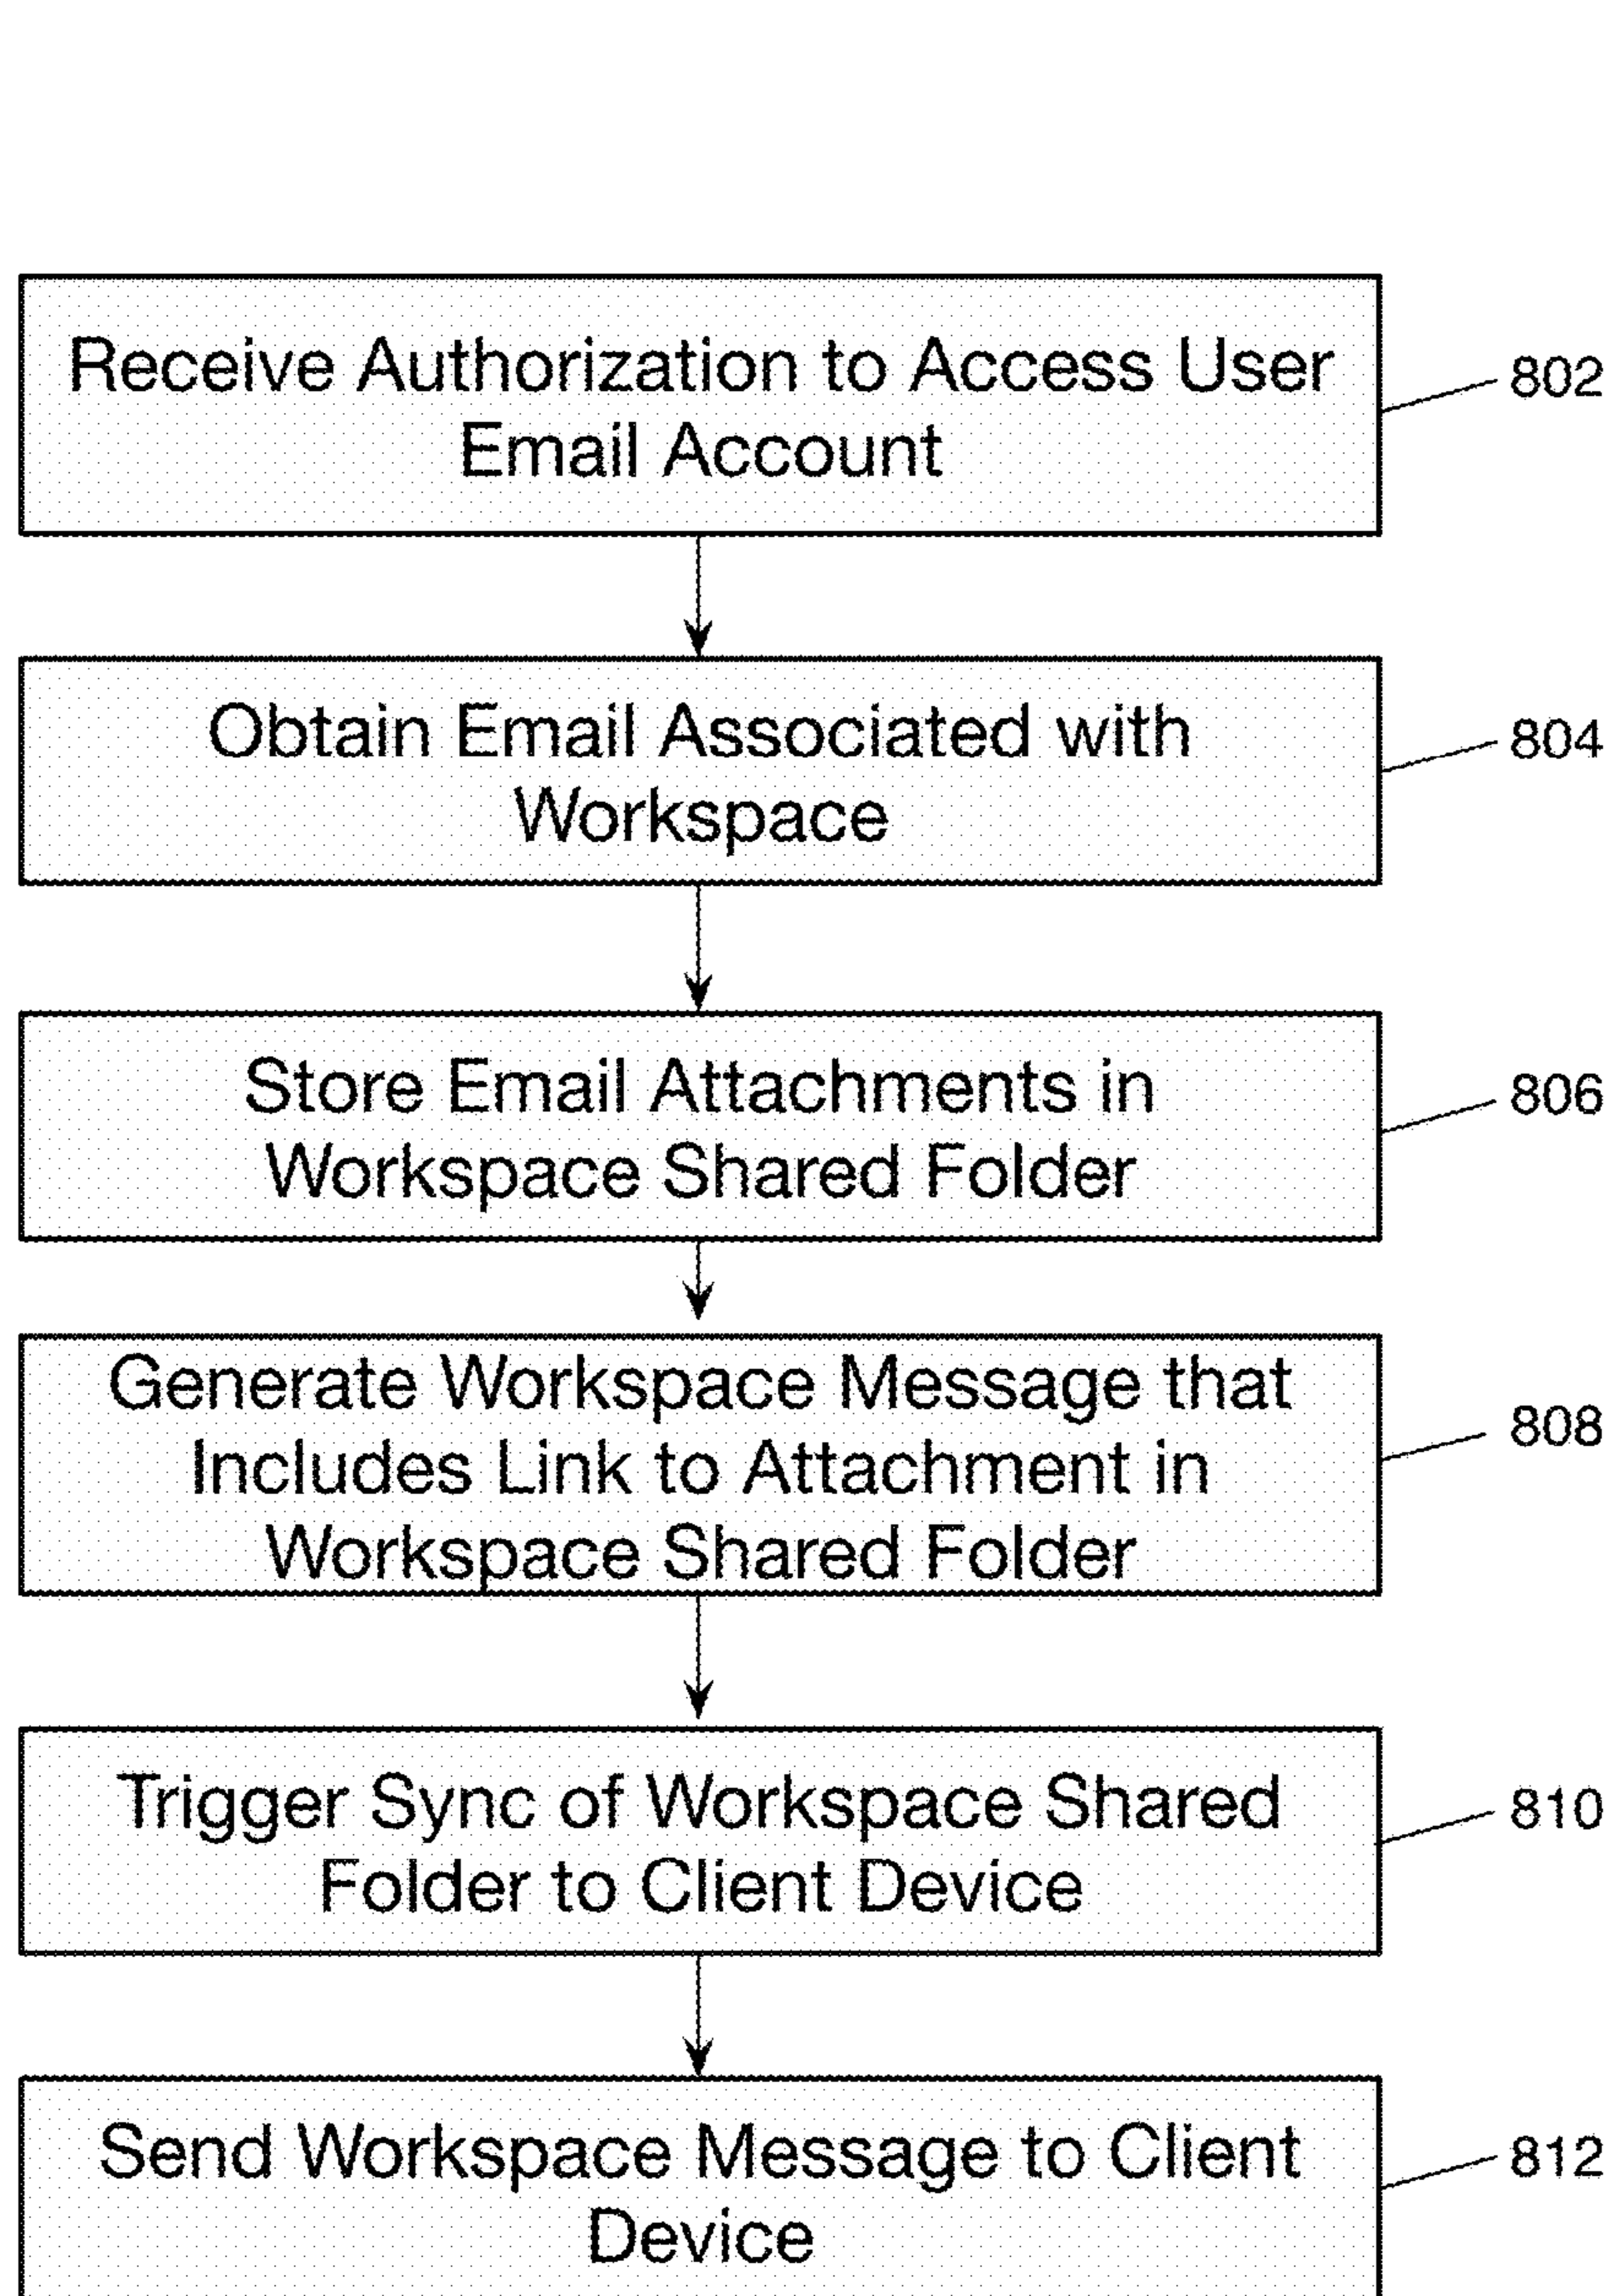 Receive Authorization to Access User
Email Account
802
Obtain Email Associated with
Workspace
804
Store Email Attachments in
Workspace Shared Folder
806
Generate Workspace Message that
Includes Link to Attachment in
Workspace Shared Folder
808
Trigger Sync of Workspace Shared
Folder to Client Device
810
Send Workspace Message to Client
Device
812